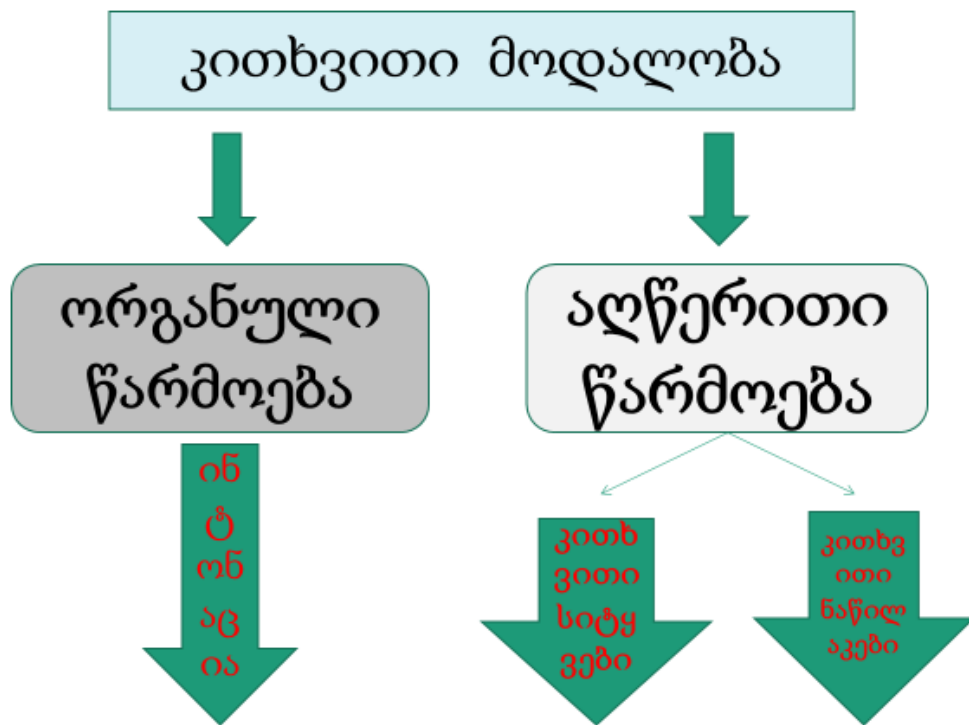 კითხვითი მოდალობა
ორგანული
წარმოება
აღწერითი
წარმოება
ინ
ტ
ონ
აც
ია
კითხ
ვითი
სიტყ
ვები
კითხვ
ითი
ნაწილ
აკები